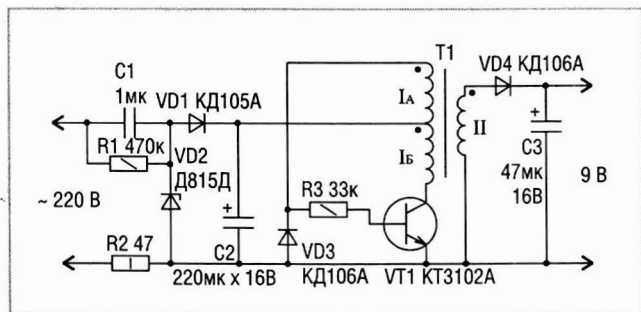 C1
1мк
VD1 КД105А
R1 470к
VD2
Д815Д
~ 220 В
R2 47
+
C2
220мк х 16В
R3 33к
VD3
КД106А
VT1 КТ3102А
T1
IА
IБ
II
VD4 КД106А
+
C3
47мк
16В
9 В